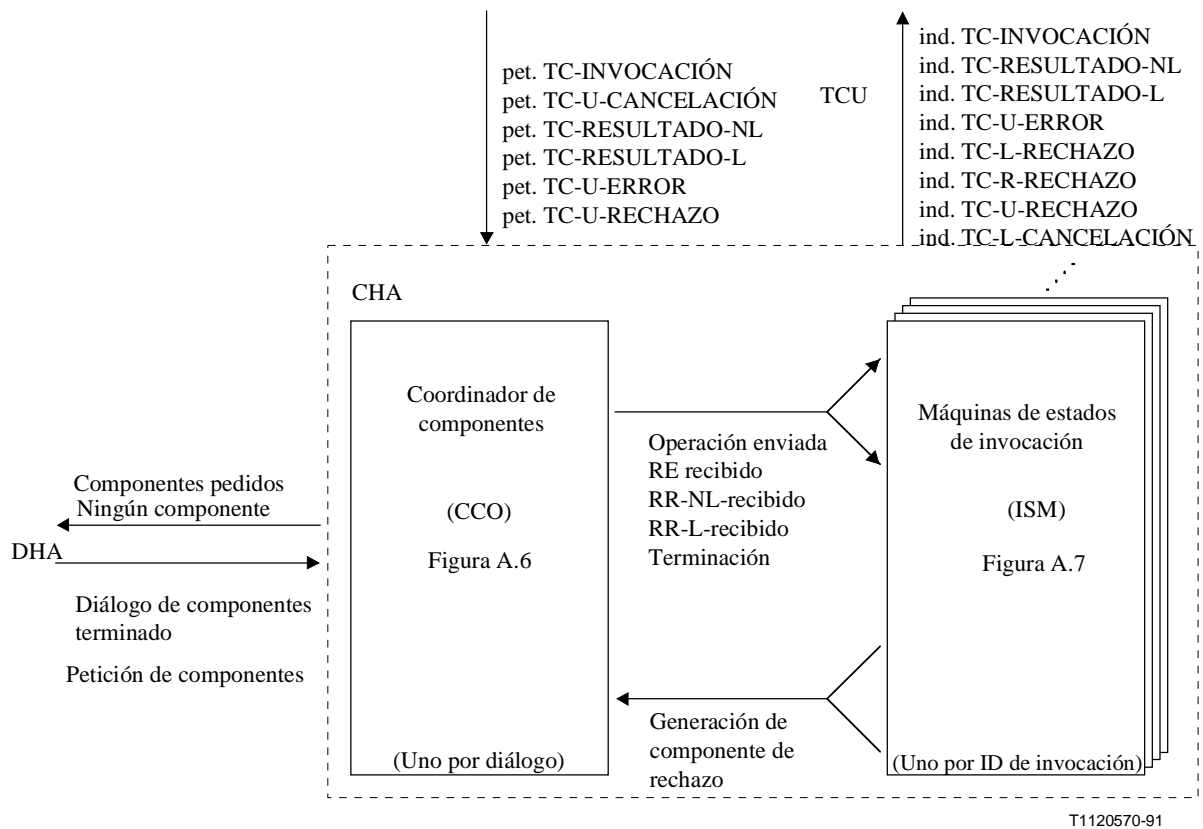 pet. TC-INVOCACIÓN
pet. TC-U-CANCELACIÓN
pet. TC-RESULTADO-NL
pet. TC-RESULTADO-L
pet. TC-U-ERROR
pet. TC-U-RECHAZO
TCU
ind. TC-INVOCACIÓN
ind. TC-RESULTADO-NL
ind. TC-RESULTADO-L
ind. TC-U-ERROR
ind. TC-L-RECHAZO
ind. TC-R-RECHAZO
ind. TC-U-RECHAZO
ind. TC-L-CANCELACIÓN
CHA
Coordinador de
componentes
(CCO)
Figura A.6
(Uno por diálogo)
Operación enviada
RE recibido
RR-NL-recibido
RR-L-recibido
Terminación
Máquinas de estados
de invocación
(ISM)
Figura A.7
(Uno por ID de invocación)
Generación de
componente de
rechazo
Componentes pedidos
Ningún componente
DHA
Diálogo de componentes
terminado
Petición de componentes
T1120570-91